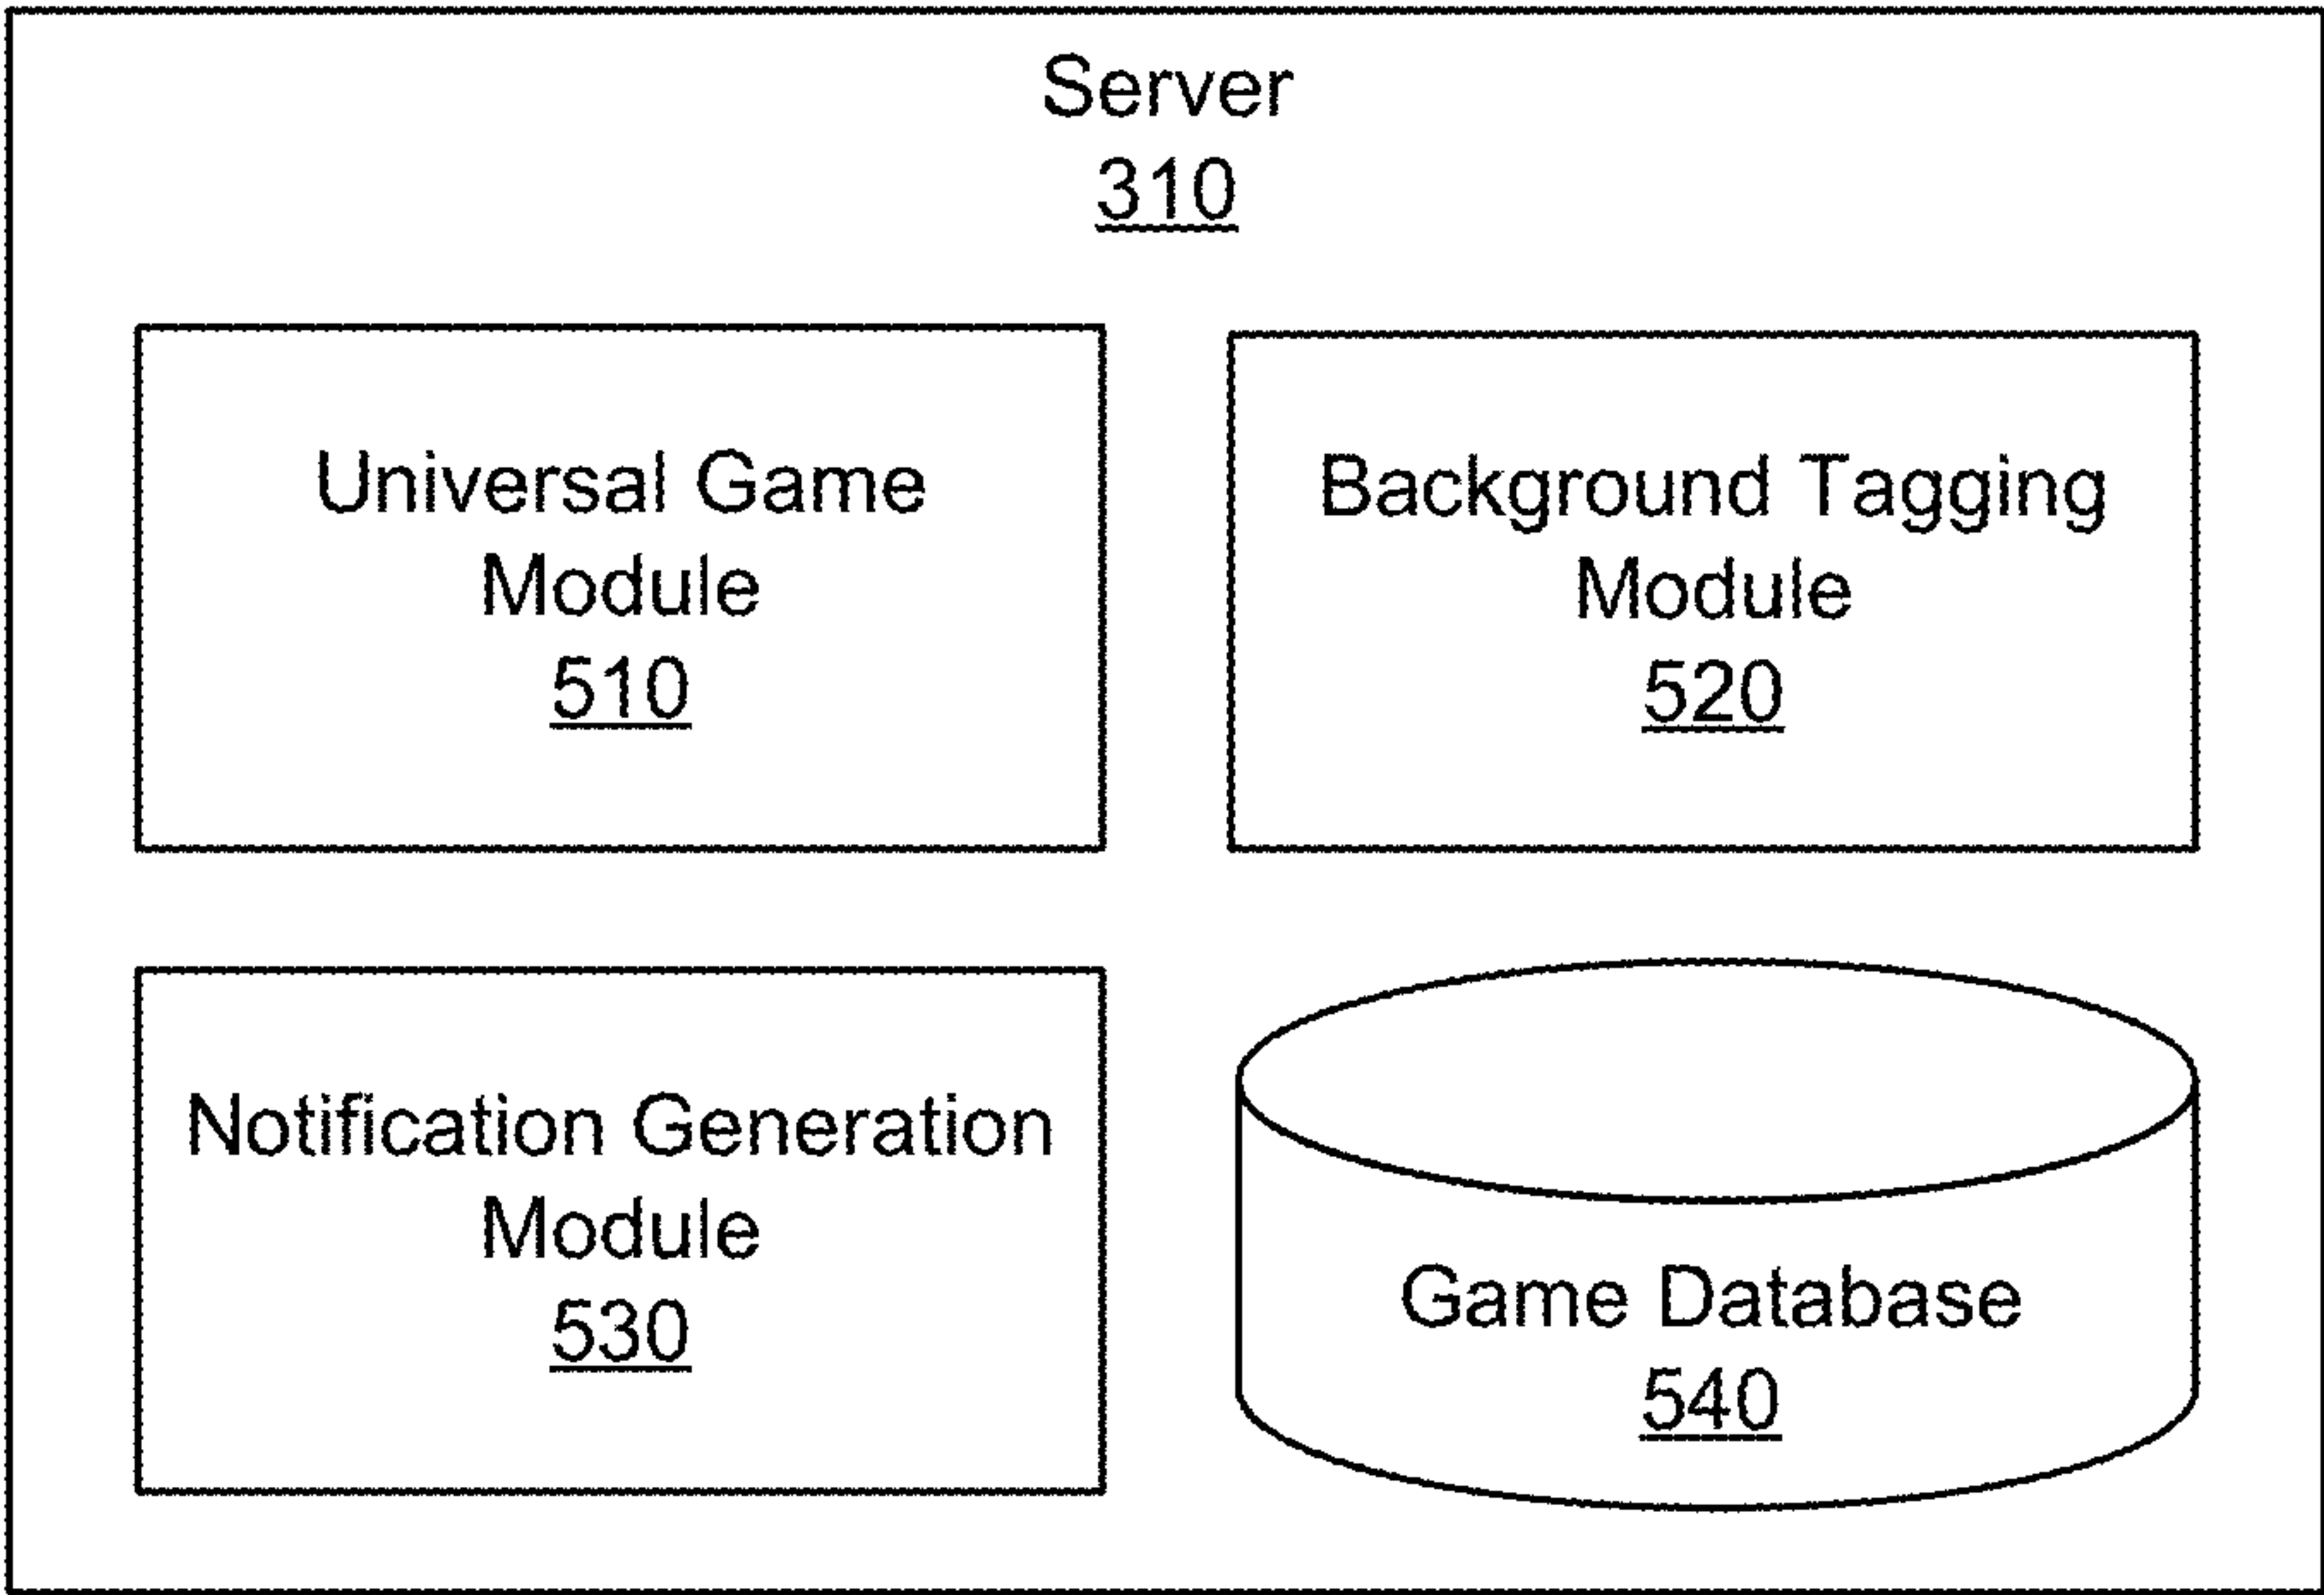 Server
310
Universal Game
Module
510
Background Tagging
Module
520
Notification Generation
Module
530
Game Database
540